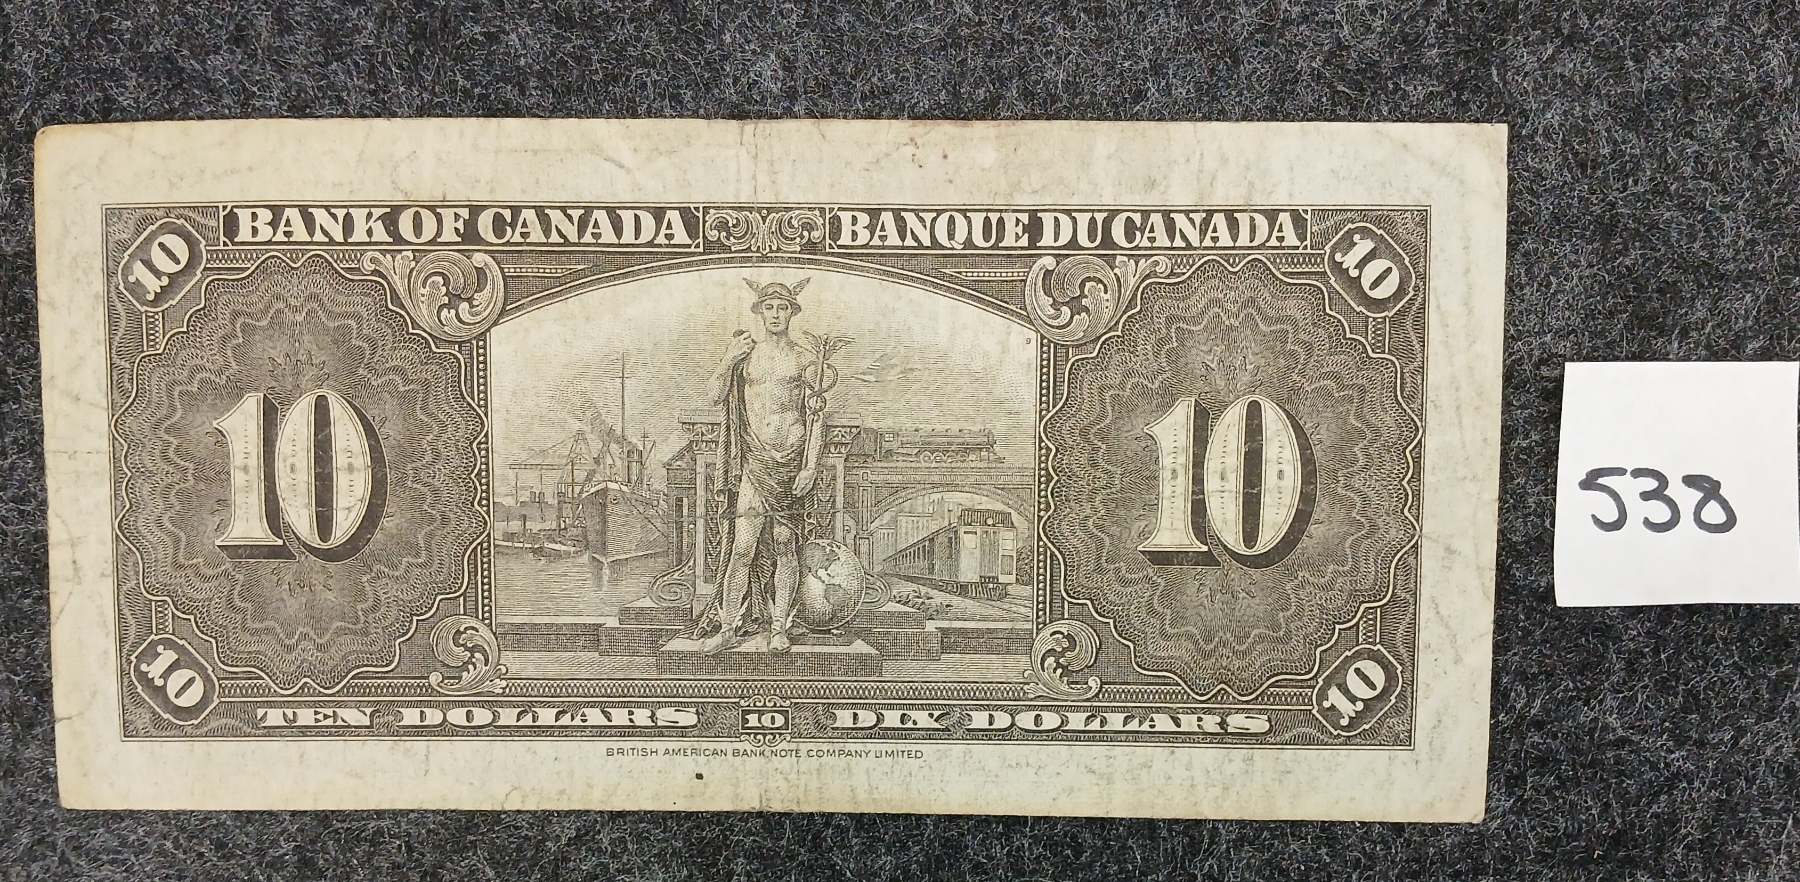 BANK OF CANADA BANQUE DU CANADA
10 10
9
10 10
538
10 10
TEN DOLLARS 10 DIX DOLLARS
BRITISH AMERICAN BANK NOTE COMPANY LIMITED